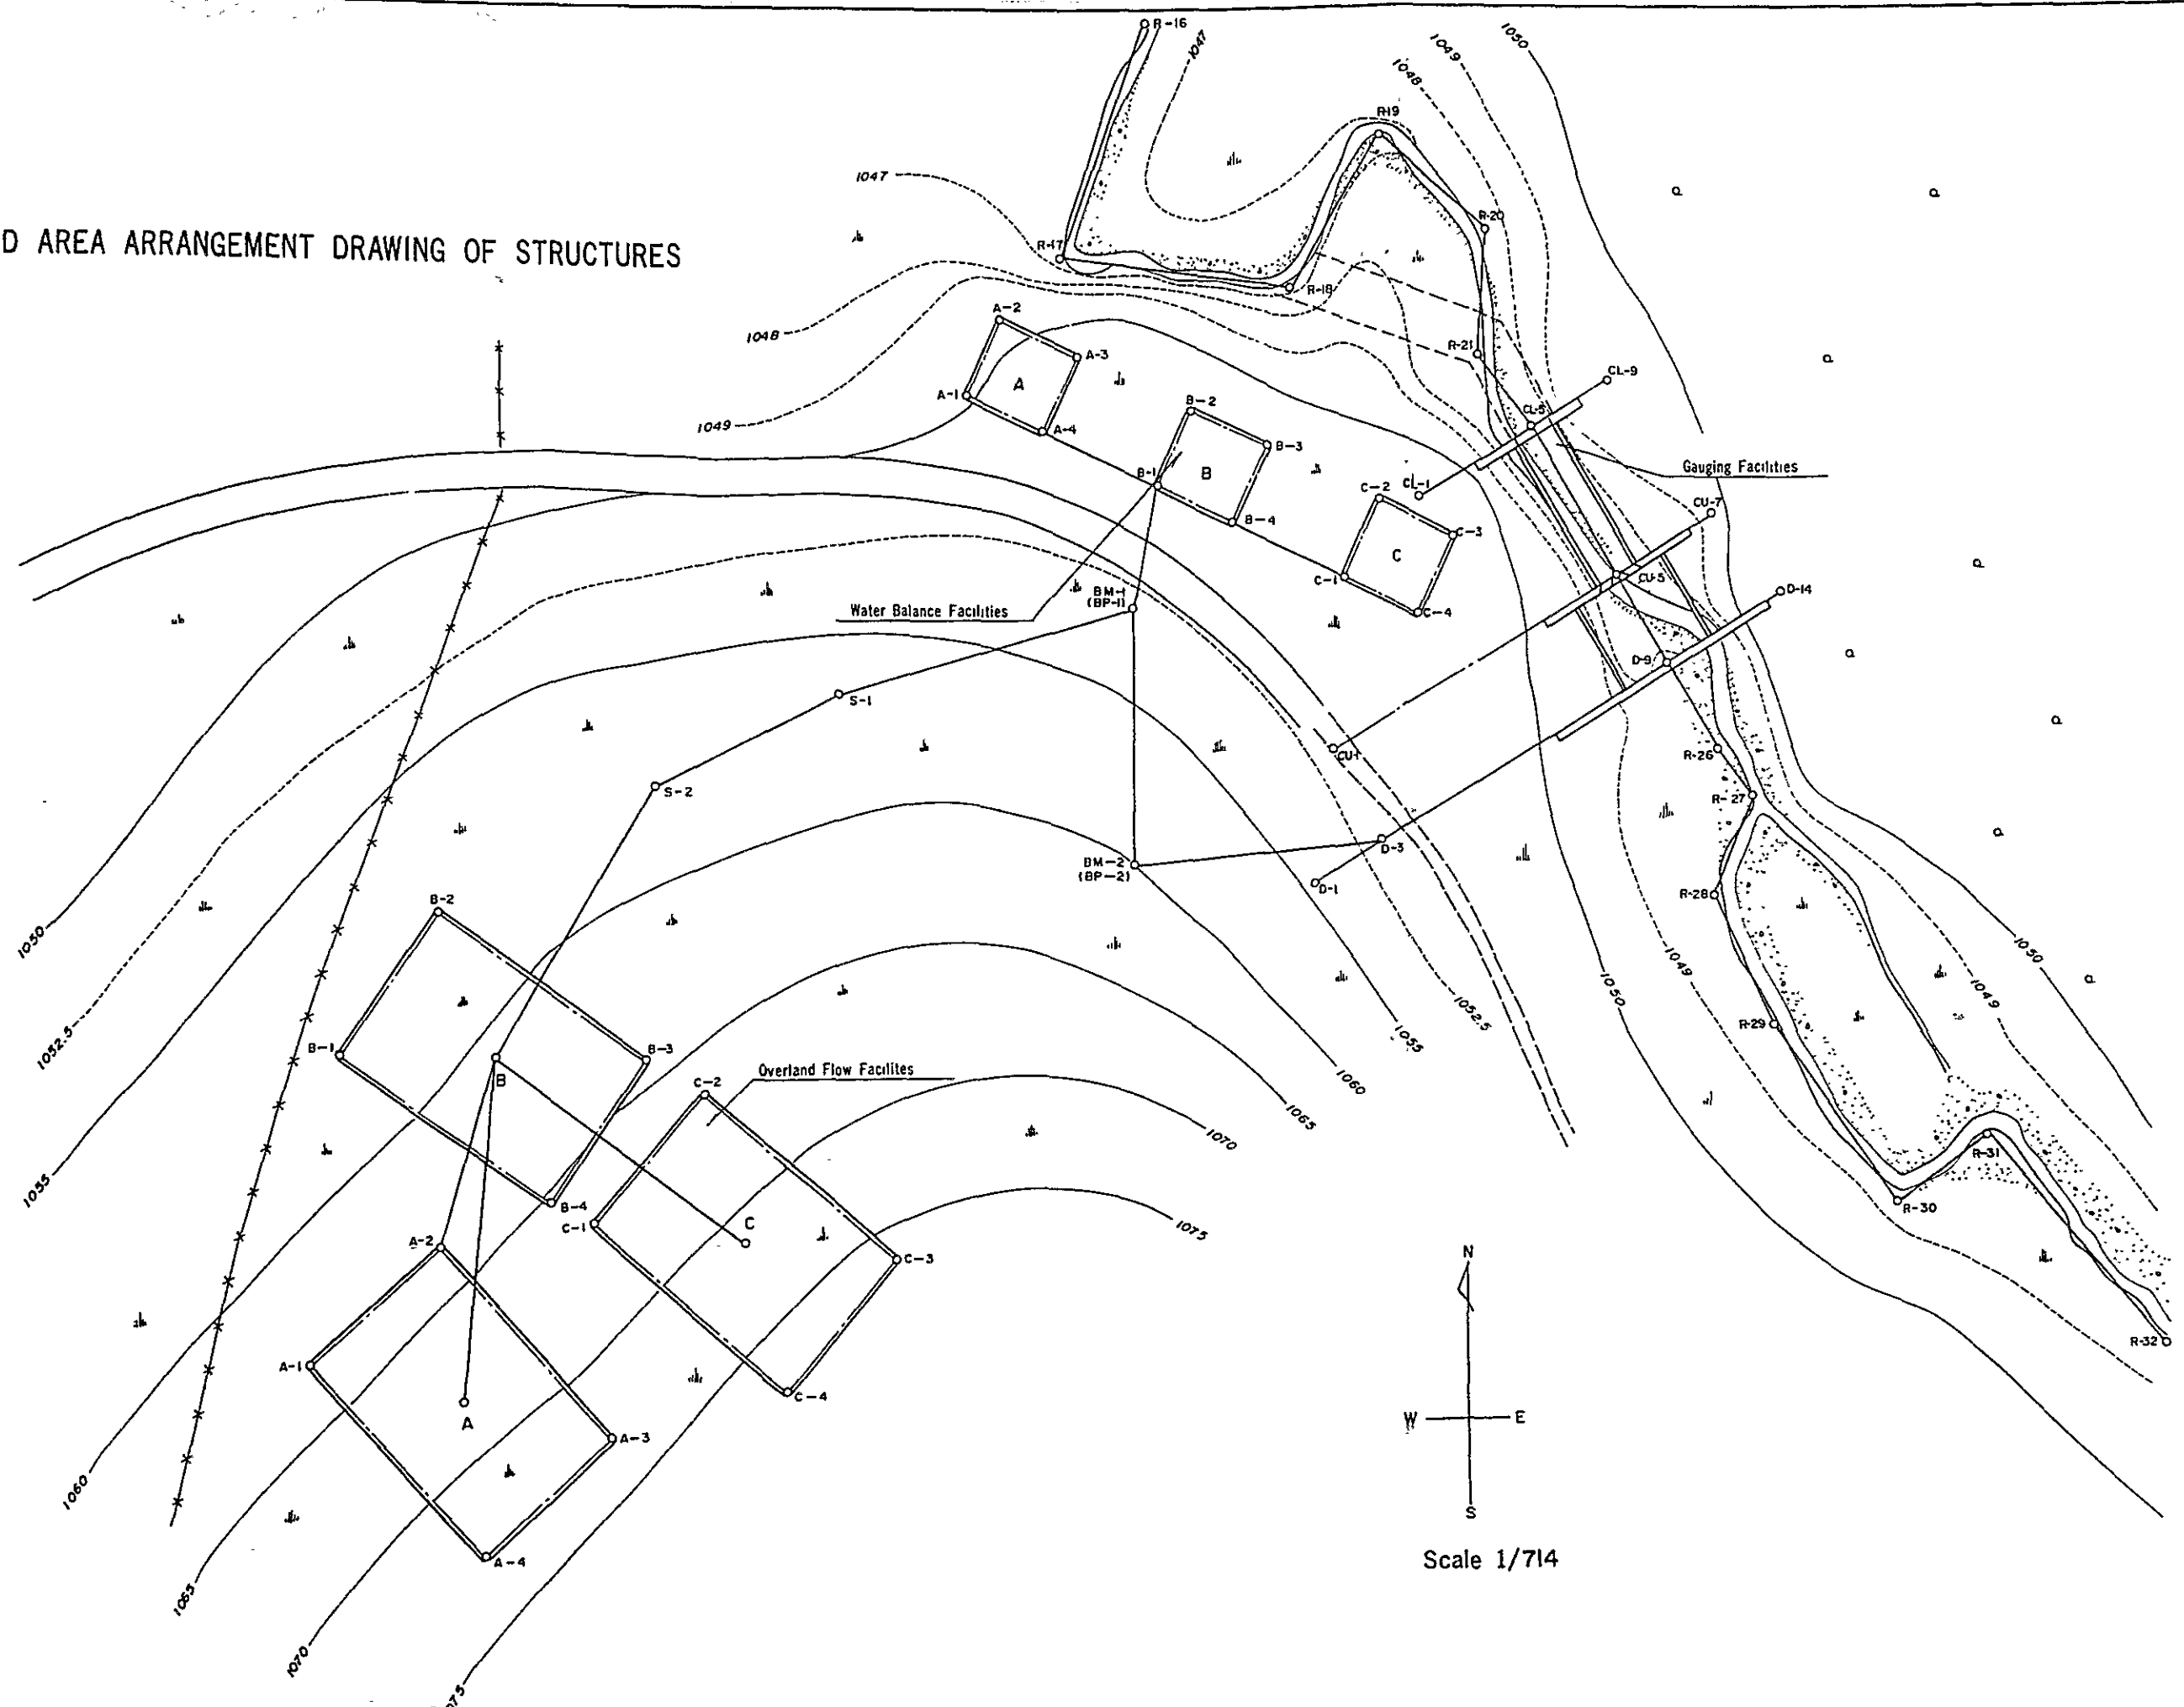 R-16
1047
1050
1049
1048
R-19
1047
R-20
R-17
D AREA ARRANGEMENT DRAWING OF STRUCTURES
R-18
A-2
1048
R-21
A-3
CL-9
A
A-1
B-2
CL-5
1049
A-4
B-3
B-1
B
Gauging Facilities
C-2
CL-1
CU-7
B-4
C-3
C
C-1
CU-5
BM-1
(BP-1)
D-14
Water Balance Facilities
C-4
D-9
S-1
CU-1
R-26
S-2
R-27
D-3
BM-2
(BP-2)
D-1
R-28
B-2
1050
1050
1049
1050
1049
1052.5
R-29
1052.5
1055
B-1
B-3
B
Overland Flow Facilites
C-2
1060
1065
1070
R-31
1055
B-4
C-1
C
1075
R-30
A-2
N
C-3
R-32
A-1
C-4
A
W E
A-3
1060
S
A-4
Scale 1/714
1065
1070
1075